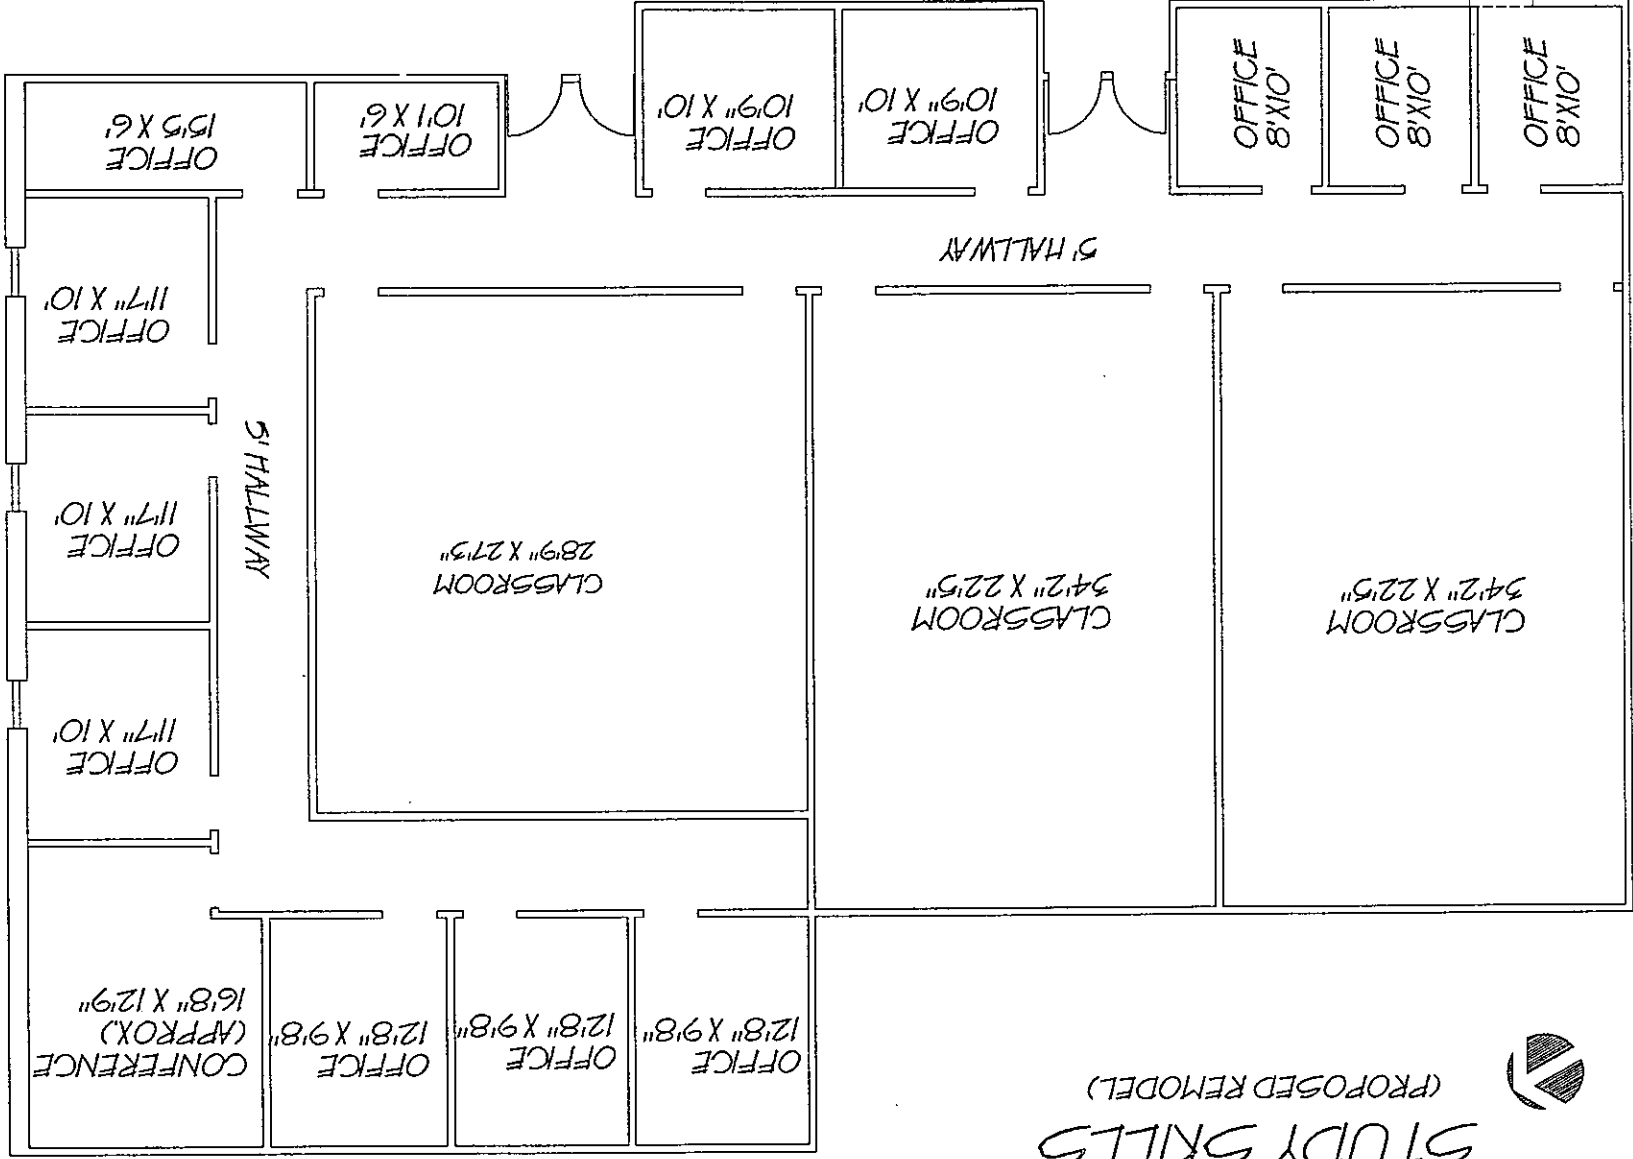 STUDY SKILLS
(PROPOSED REMODEL)
OFFICE
12'8" X 9'8"
OFFICE
12'8" X 9'8"
OFFICE
12'8" X 9'8"
CONFERENCE
(APPROX)
16'8" X 12'9"
CLASSROOM
34'2" X 22'5"
CLASSROOM
34'2" X 22'5"
CLASSROOM
28'9" X 27'3"
5' HALLWAY
OFFICE
11'7" X 10'
OFFICE
11'7" X 10'
OFFICE
11'7" X 10'
5' HALLWAY
OFFICE
8'X10'
OFFICE
8'X10'
OFFICE
8'X10'
OFFICE
10'9" X 10'
OFFICE
10'9" X 10'
OFFICE
10'1 X 6'
OFFICE
15'5 X 6'